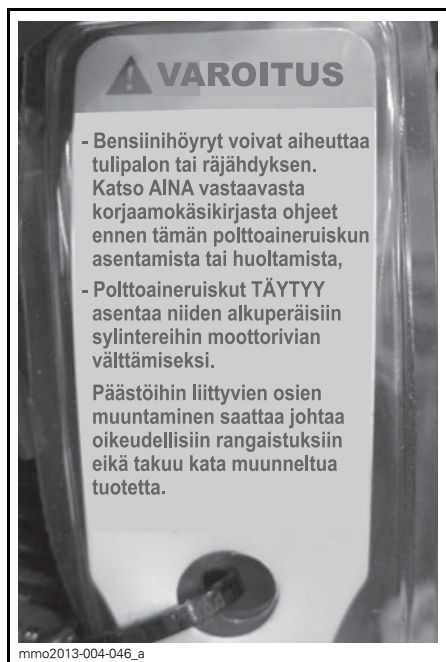 VAROITUS
- Bensiinihöyryt voivat aiheuttaa
tulipalon tai räjähdyksen.
Katso AINA vastaavasta
korjaamokäsikirjasta ohjeet
ennen tämän polttoaineruiskun
asentamista tai huoltamista,
- Polttoaineruiskut TÄYTYY
asentaa niiden alkuperäisiin
sylintereihin moottorivian
välttämiseksi.
Päästöihin liittyvien osien
muuntaminen saattaa johtaa
oikeudellisiin rangaistuksiin
eikä takuu kata muunneltua
tuotetta.
mmo2013-004-046_a